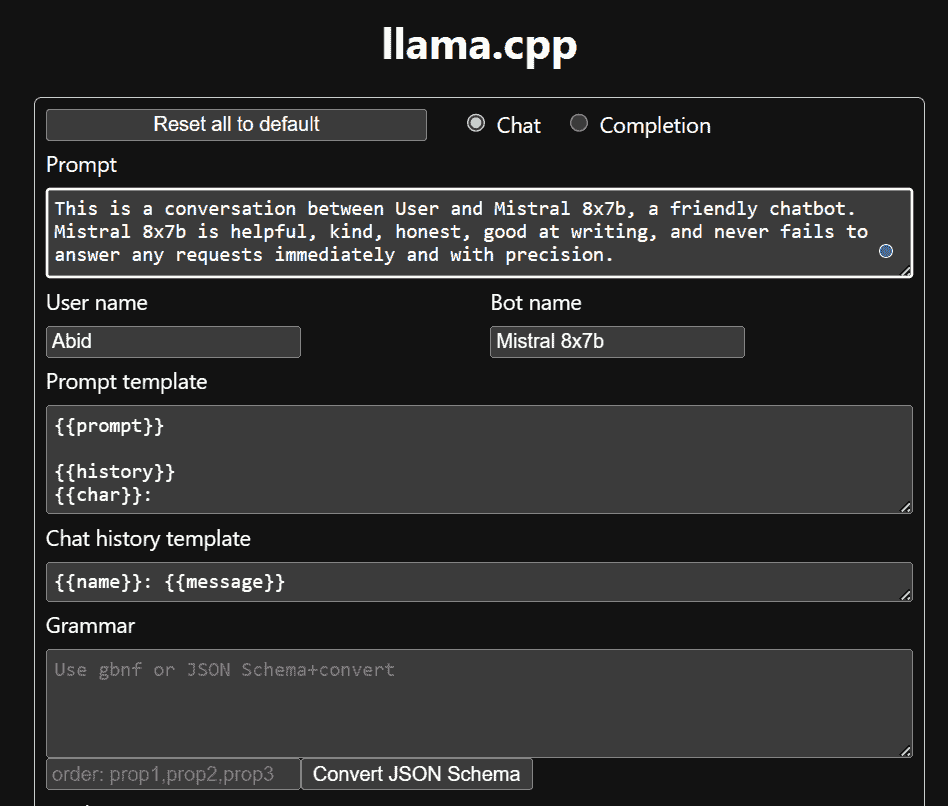 llama.cpp
Reset all to default Chat Completion
Prompt
This is a conversation between User and Mistral 8x7b, a friendly chatbot.
Mistral 8x7b is helpful, kind, honest, good at writing, and never fails to
answer any requests immediately and with precision.
User name Bot name
Abid Mistral 8x7b
Prompt template
{{prompt}}
{{history}}
{{char}}:
Chat history template
{{name}}: {{message}}
Grammar
Use gbnf or JSON Schema+convert
order: prop1,prop2,prop3 Convert JSON Schema